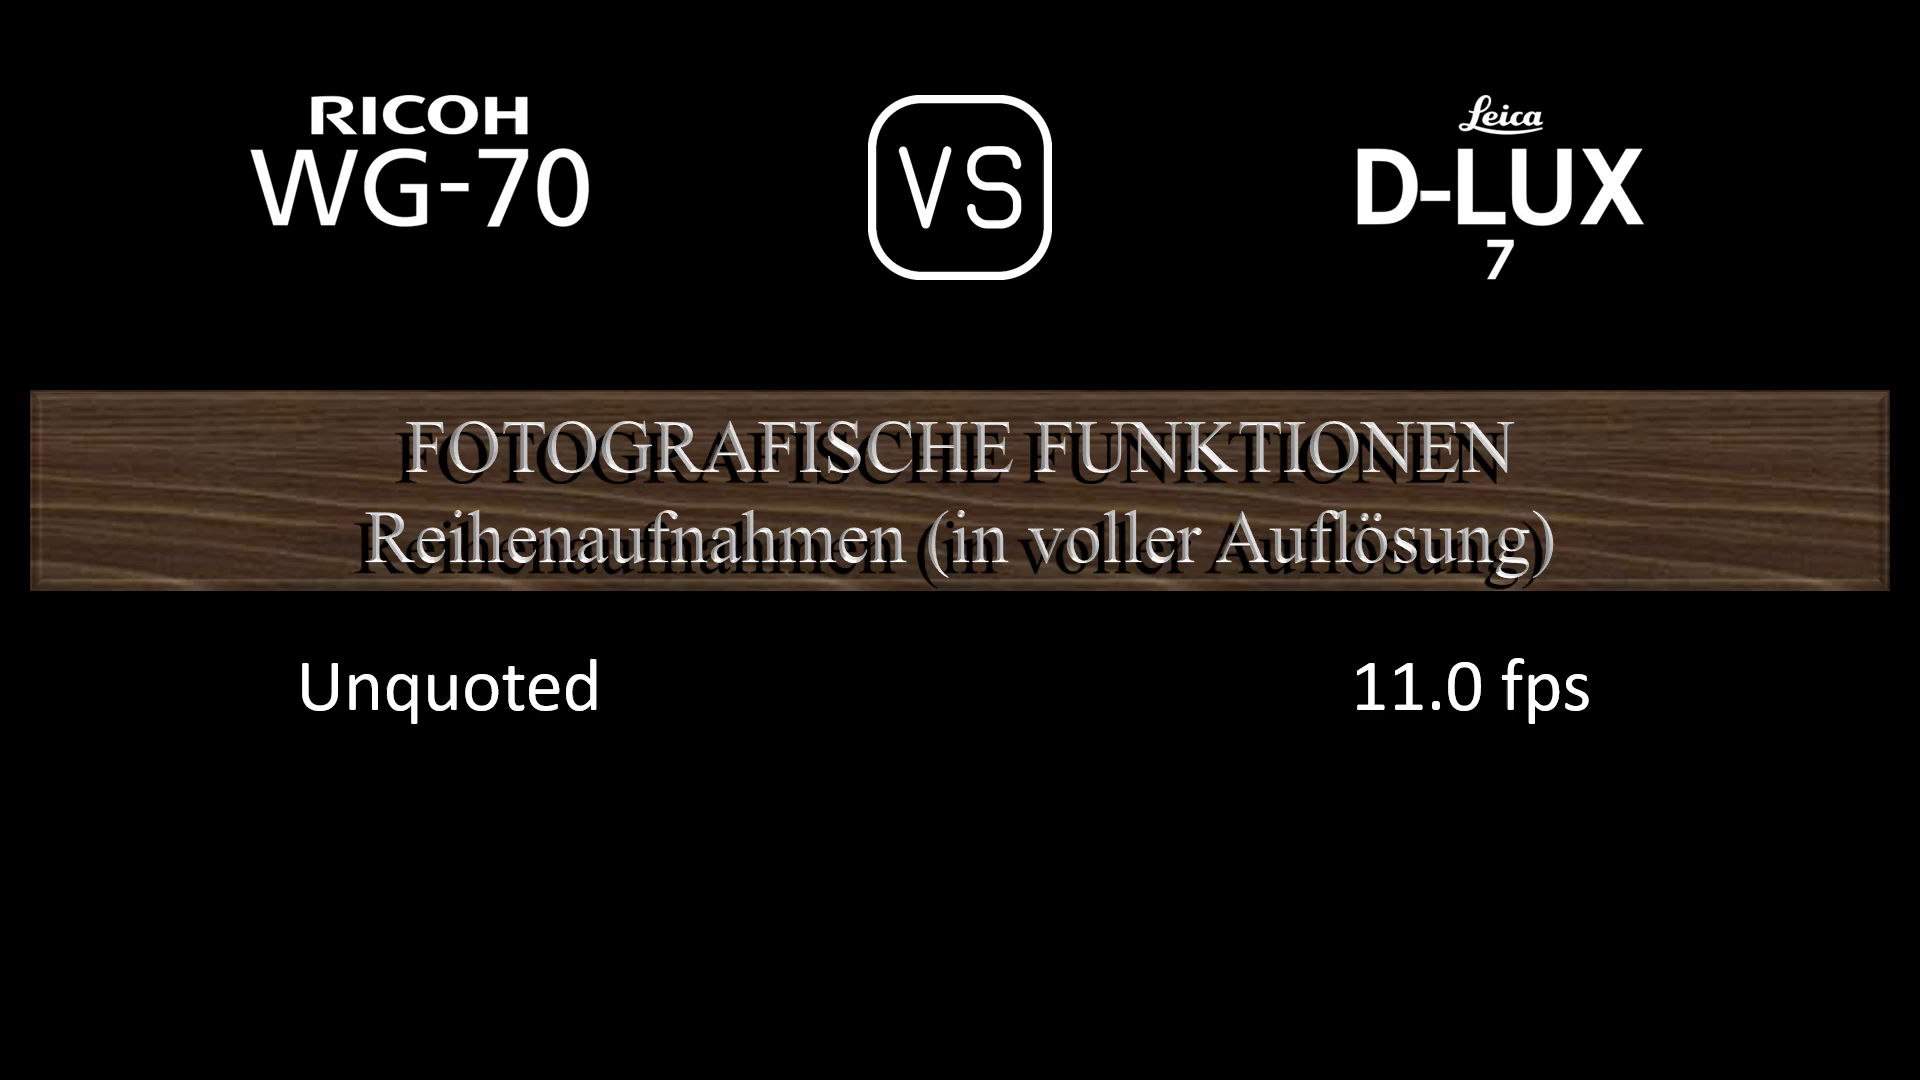 RICOH
WG-70
VS
Leica
D-LUX
7
FOTOGRAFISCHE FUNKTIONEN
Reihenaufnahmen (in voller Auflösung)
Unquoted
11.0 fps